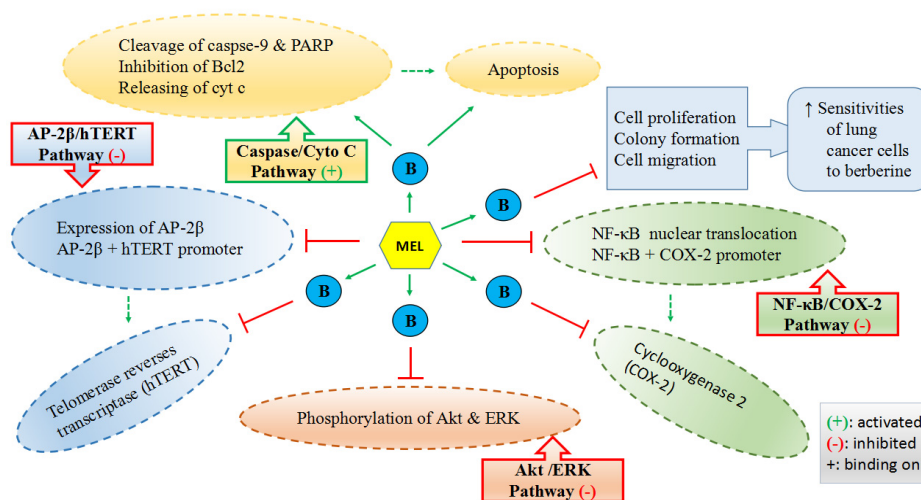 Cleavage of caspse-9 & PARP
Inhibition of Bcl2
Releasing of cyt c
Apoptosis
Cell proliferation
Colony formation
Cell migration
↑ Sensitivities
of lung
cancer cells
to berberine
AP-2β/hTERT
Pathway (-)
Caspase/Cyto C
Pathway (+)
B
B
Expression of AP-2β
AP-2β + hTERT promoter
MEL
NF-κB nuclear translocation
NF-κB + COX-2 promoter
B
B
B
NF-κB/COX-2
Pathway (-)
Telomerase reverses
transcriptase (hTERT)
Cyclooxygenase 2
(COX-2)
Phosphorylation of Akt & ERK
Akt /ERK
Pathway (-)
(+): activated
(-): inhibited
+: binding on